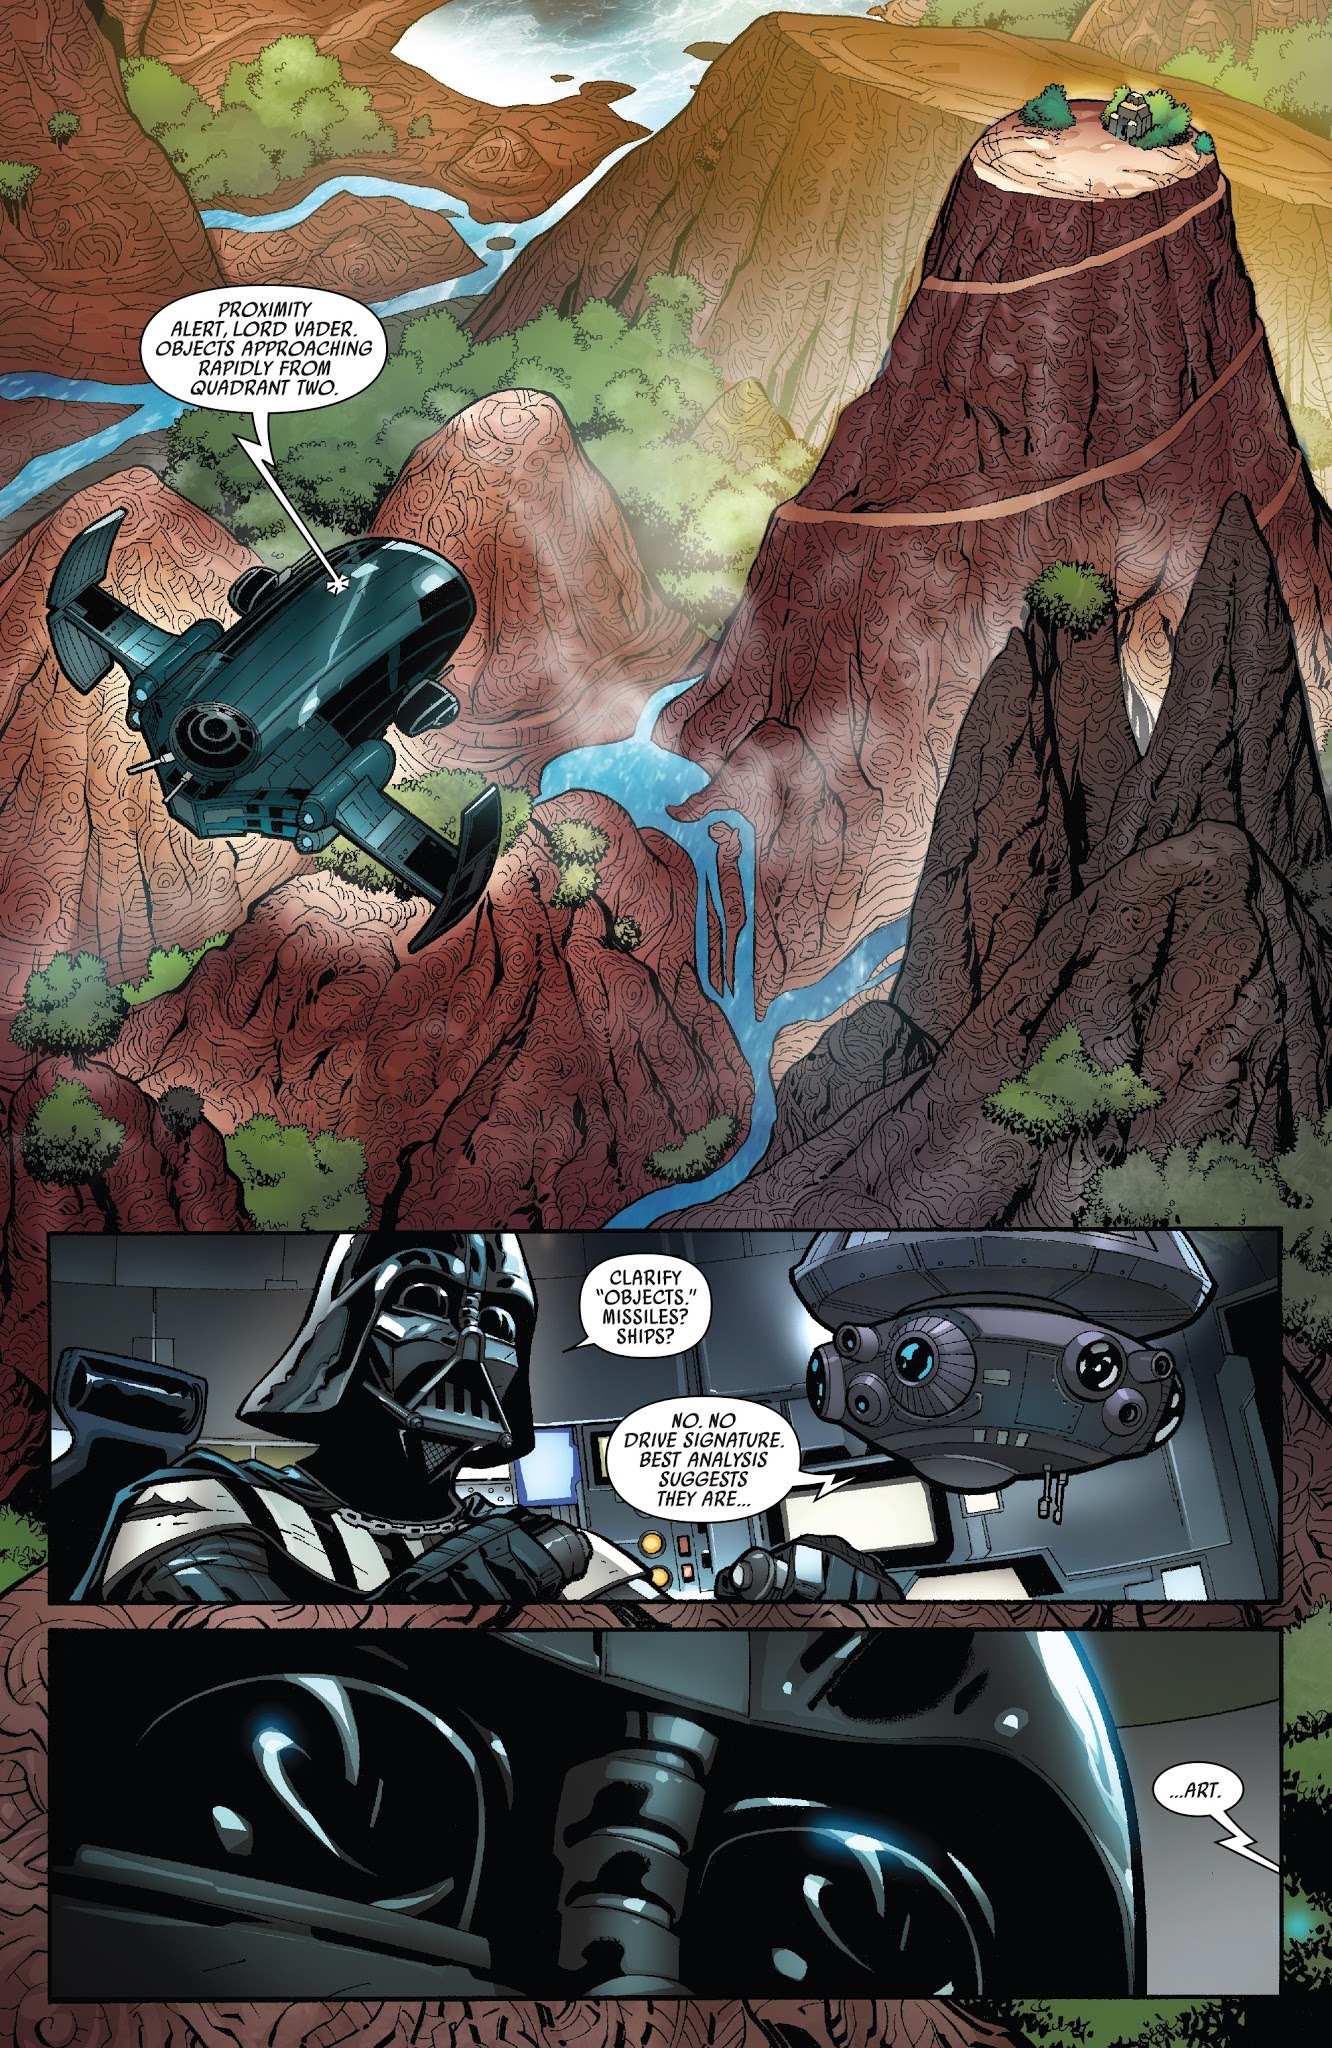 PROXIMITY
ALERT, LORD VADER.
OBJECTS APPROACHING
RAPIDLY FROM
QUADRANT TWO.
CLARIFY
“OBJECTS.”
MISSILES?
SHIPS?
NO. NO
DRIVE SIGNATURE.
BEST ANALYSIS
SUGGESTS
THEY ARE...
...ART.